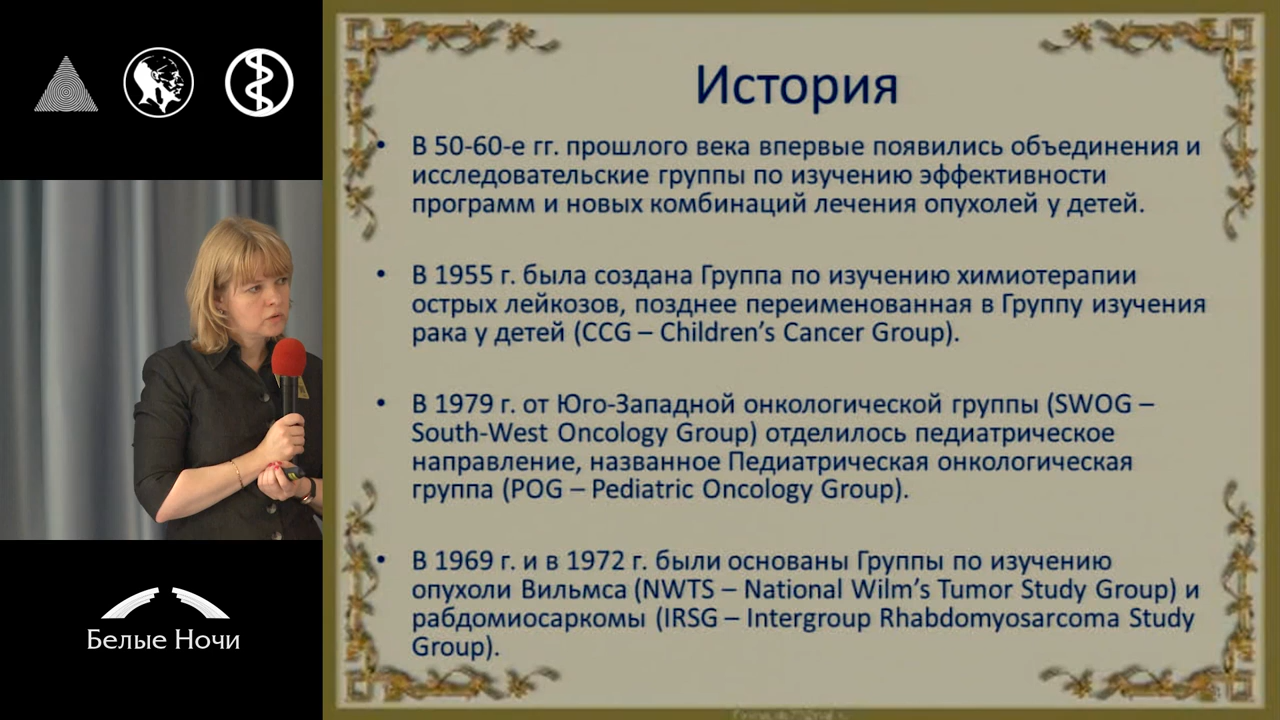 История
• В 50-60-е гг. прошлого века впервые появились объединения и
исследовательские группы по изучению эффективности
программ и новых комбинаций лечения опухолей у детей.
• В 1955 г. была создана Группа по изучению химиотерапии
острых лейкозов, позднее переименованная в Группу изучения
рака у детей (CCG – Children’s Cancer Group).
• В 1979 г. от Юго-Западной онкологической группы (SWOG –
South-West Oncology Group) отделилось педиатрическое
направление, названное Педиатрическая онкологическая
группа (POG – Pediatric Oncology Group).
• В 1969 г. и в 1972 г. были основаны Группы по изучению
опухоли Вильмса (NWTS – National Wilm’s Tumor Study Group) и
рабдомиосаркомы (IRSG – Intergroup Rhabdomyosarcoma Study
Group).
Белые Ночи